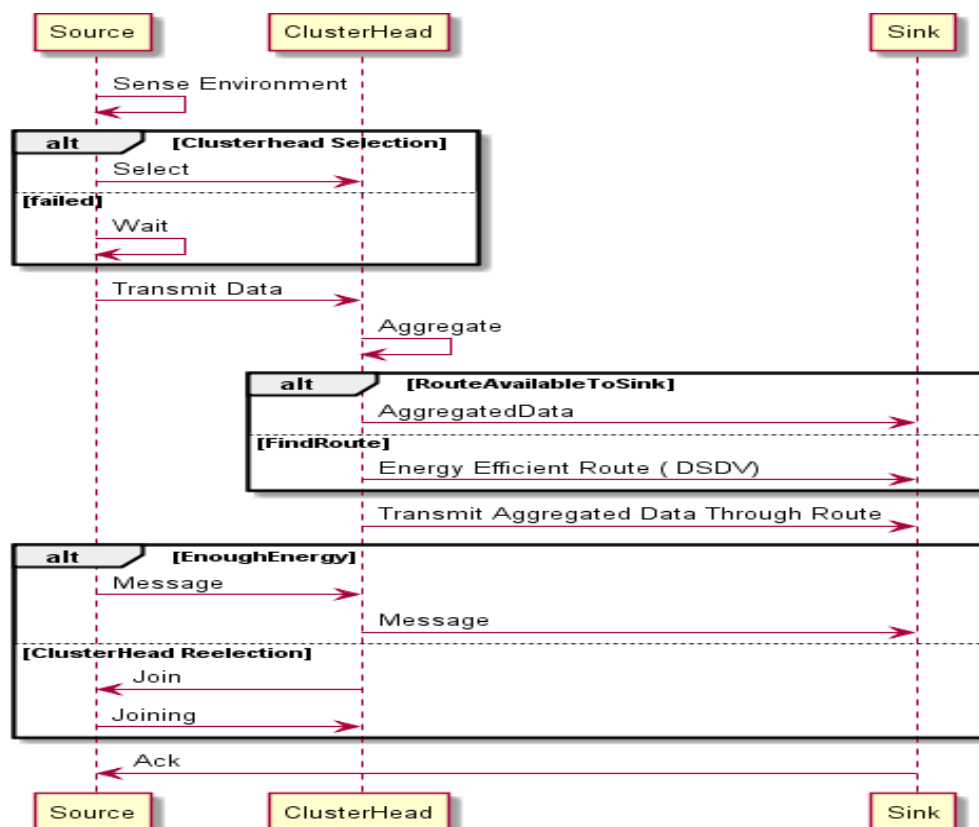 Source ClusterHead Sink
Sense Environment
alt [Clusterhead Selection]
Select
[failed]
Wait
Transmit Data
Aggregate
alt [RouteAvailableToSink]
AggregatedData
[FindRoute]
Energy Efficient Route ( DSDV)
Transmit Aggregated Data Through Route
alt [EnoughEnergy]
Message
Message
[ClusterHead Reelection]
Join
Joining
Ack
Source ClusterHead Sink